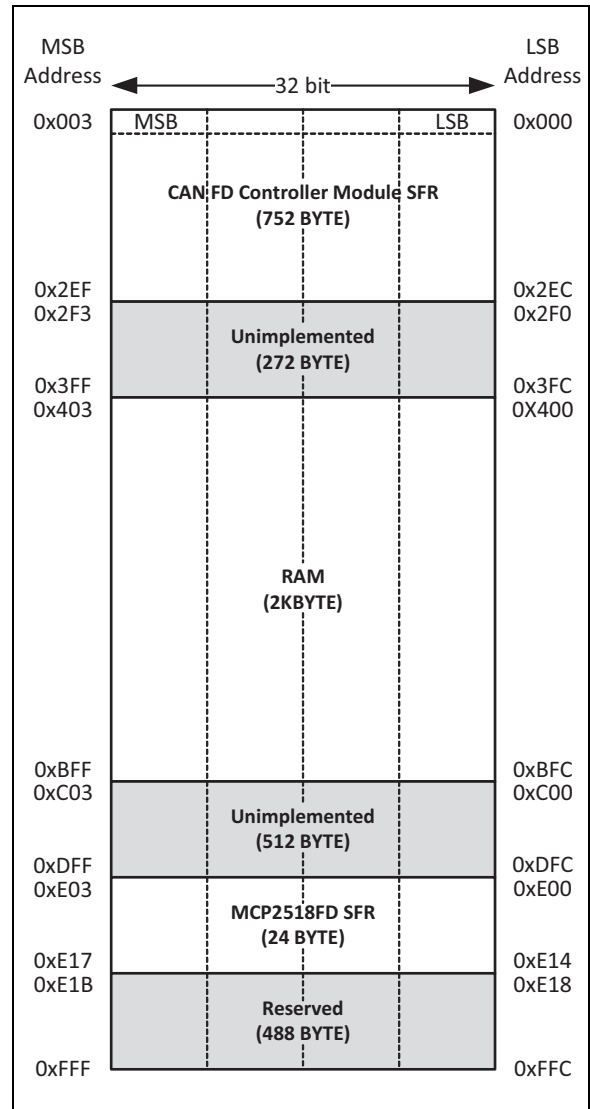 MSB Address
LSB Address
32 bit
0x003 MSB LSB 0x000
CAN FD Controller Module SFR
(752 BYTE)
0x2EF 0x2EC
0x2F3 0x2F0
Unimplemented
(272 BYTE)
0x3FF 0x3FC
0x403 0X400
RAM
(2KBYTE)
0xBFF 0xBFC
0xC03 0xC00
Unimplemented
(512 BYTE)
0xDFF 0xDFC
0xE03 0xE00
MCP2518FD SFR
(24 BYTE)
0xE17 0xE14
0xE1B 0xE18
Reserved
(488 BYTE)
0xFFF 0xFFC